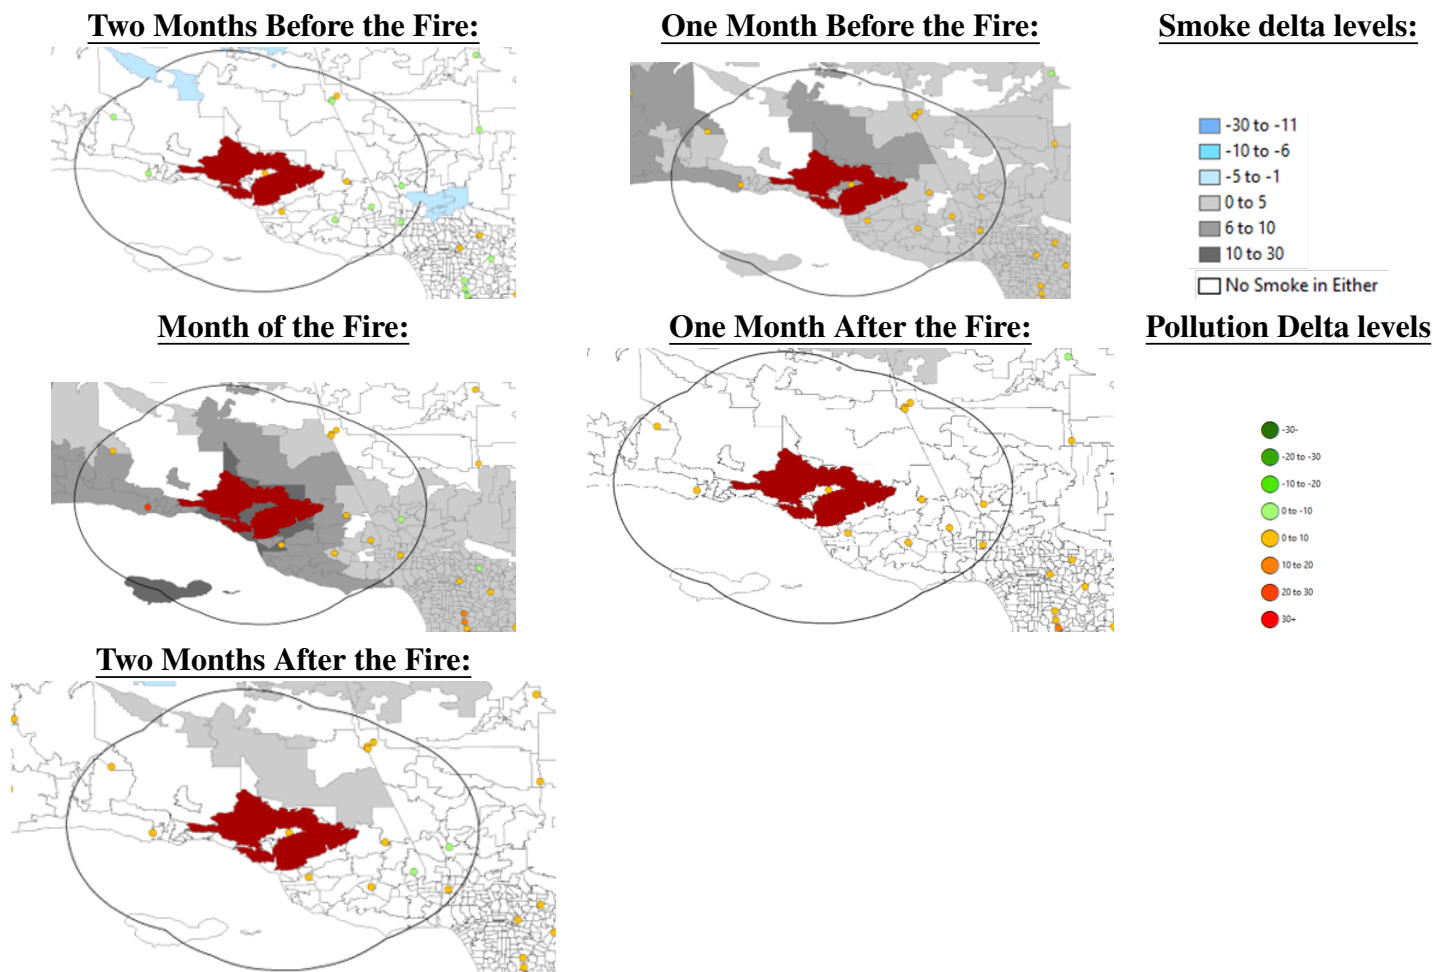 Two Months Before the Fire:
One Month Before the Fire:
Smoke delta levels:
-30 to -11
-10 to -6
-5 to -1
0 to 5
6 to 10
10 to 30
No Smoke in Either
Month of the Fire:
One Month After the Fire:
Pollution Delta levels
-30-
-20 to -30
-10 to -20
0 to -10
0 to 10
10 to 20
20 to 30
30+
Two Months After the Fire: